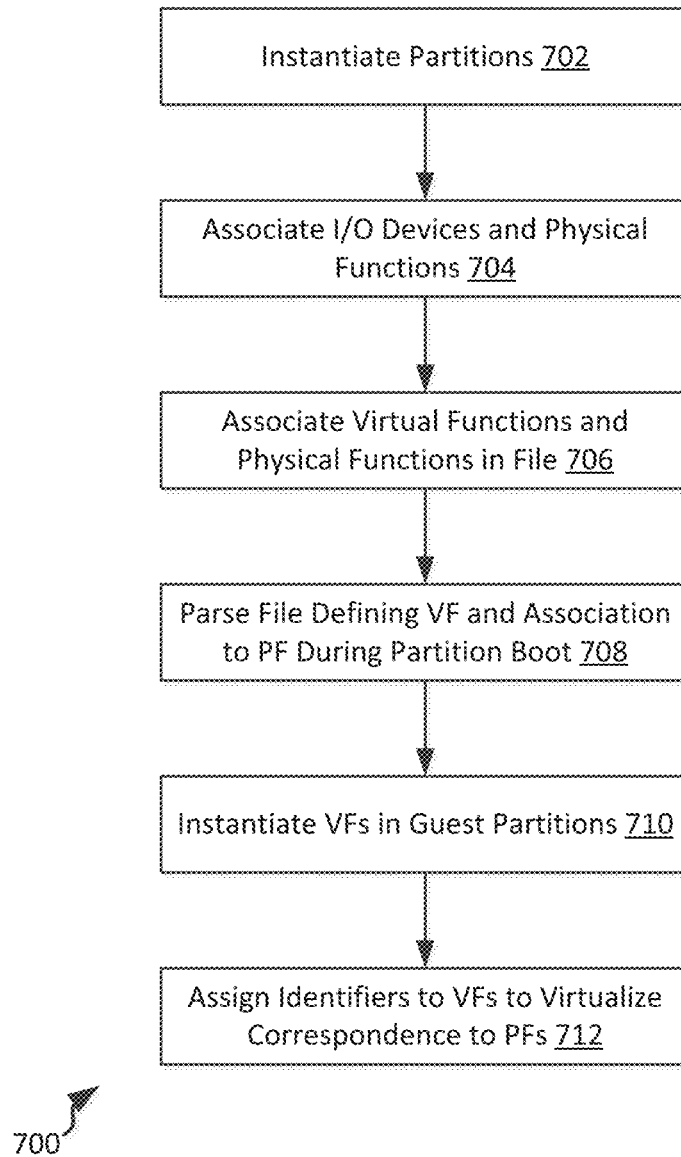 Instantiate Partitions 702
Associate I/O Devices and Physical
Functions 704
Associate Virtual Functions and
Physical Functions in File 706
Parse File Defining VF and Association
to PF During Partition Boot 708
Instantiate VFs in Guest Partitions 710
Assign Identifiers to VFs to Virtualize
Correspondence to PFs 712
700